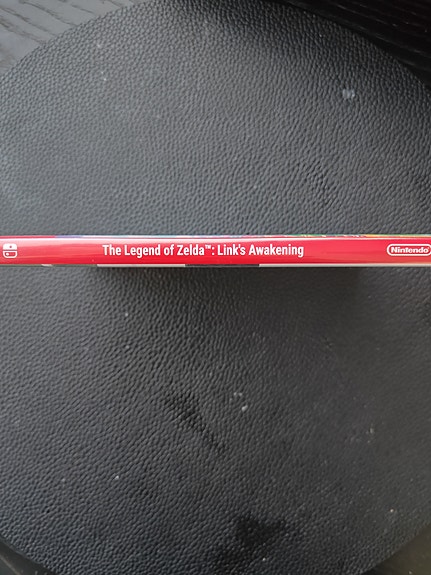 The Legend of Zelda™: Link's Awakening
Nintendo